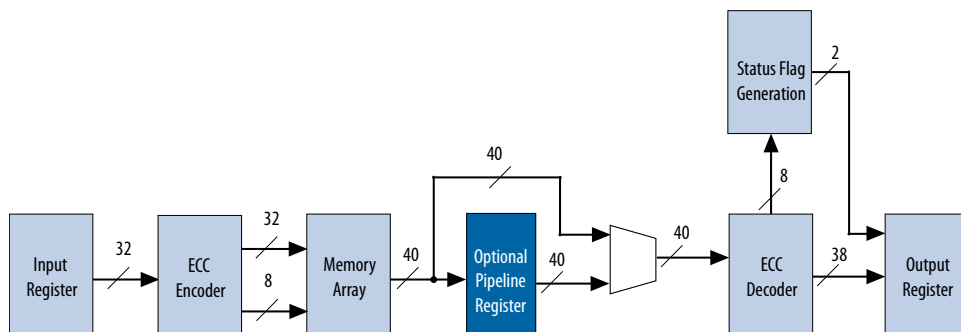 Input
Register
32
ECC
Encoder
32
8
Memory
Array
40
40
Optional
Pipeline
Register
40
40
Status Flag
Generation
2
8
ECC
Decoder
38
Output
Register